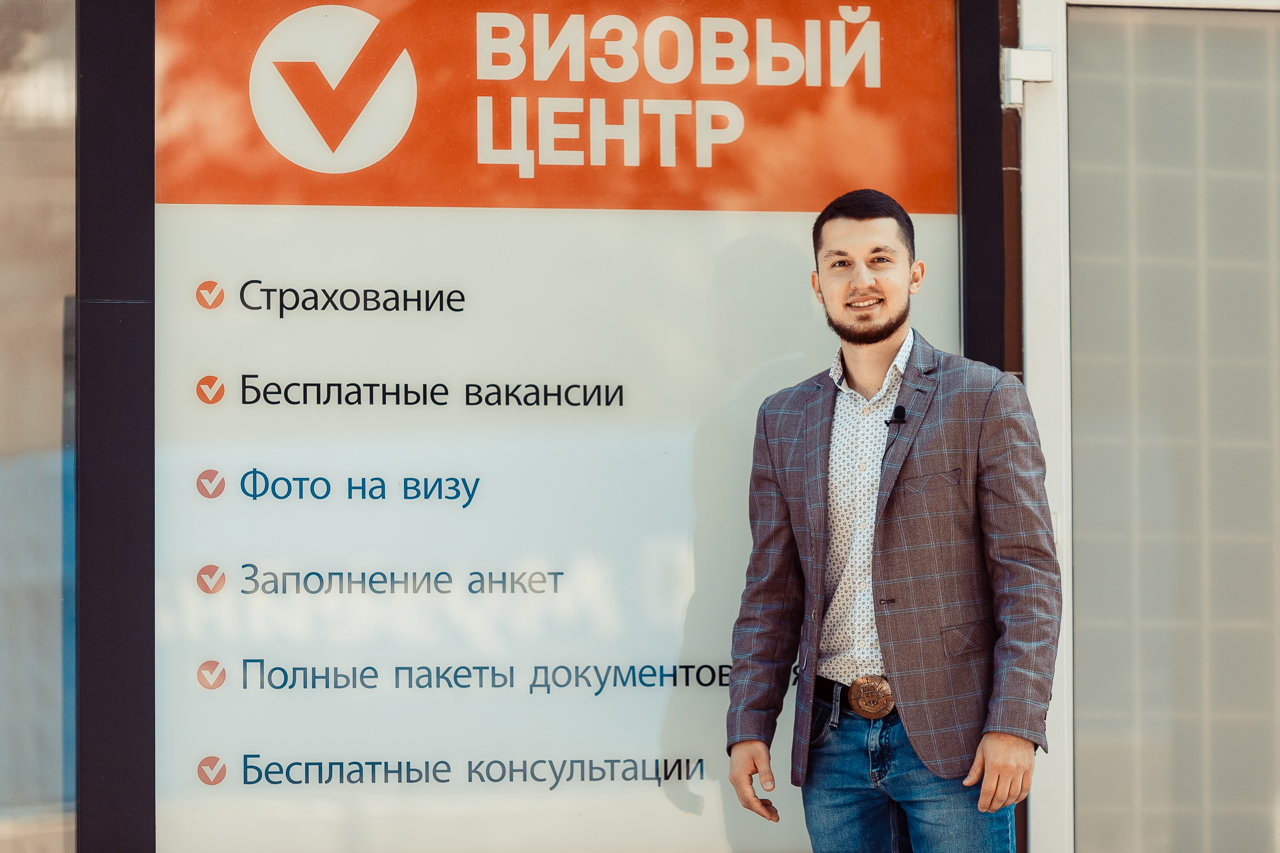 ВИЗОВЫЙ
ЦЕНТР
Страхование
Бесплатные вакансии
Фото на визу
Заполнение анкет
Полные пакеты документов
Бесплатные консультации